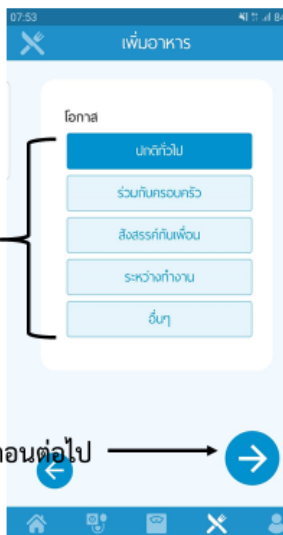 07:53
84
เพิ่มอาหาร
โอกาส
ปกติทั่วไป
ร่วมกับครอบครัว
สังสรรค์กับเพื่อน
ระหว่างทำงาน
อื่นๆ
อนต่อไป